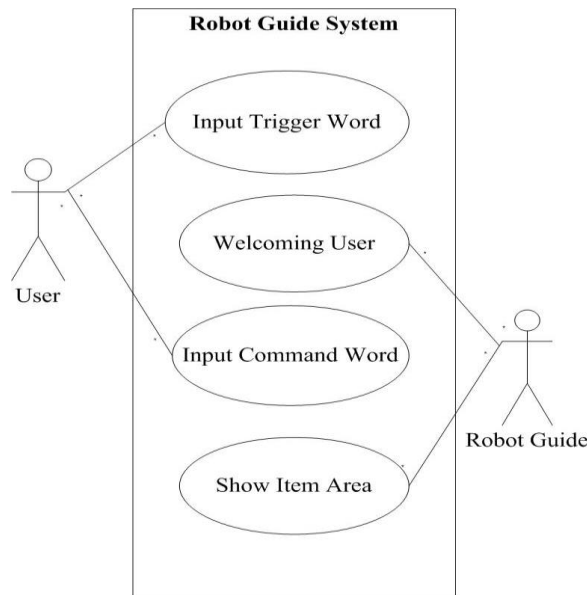 Robot Guide System
Input Trigger Word
Welcoming User
User
Input Command Word
Robot Guide
Show Item Area